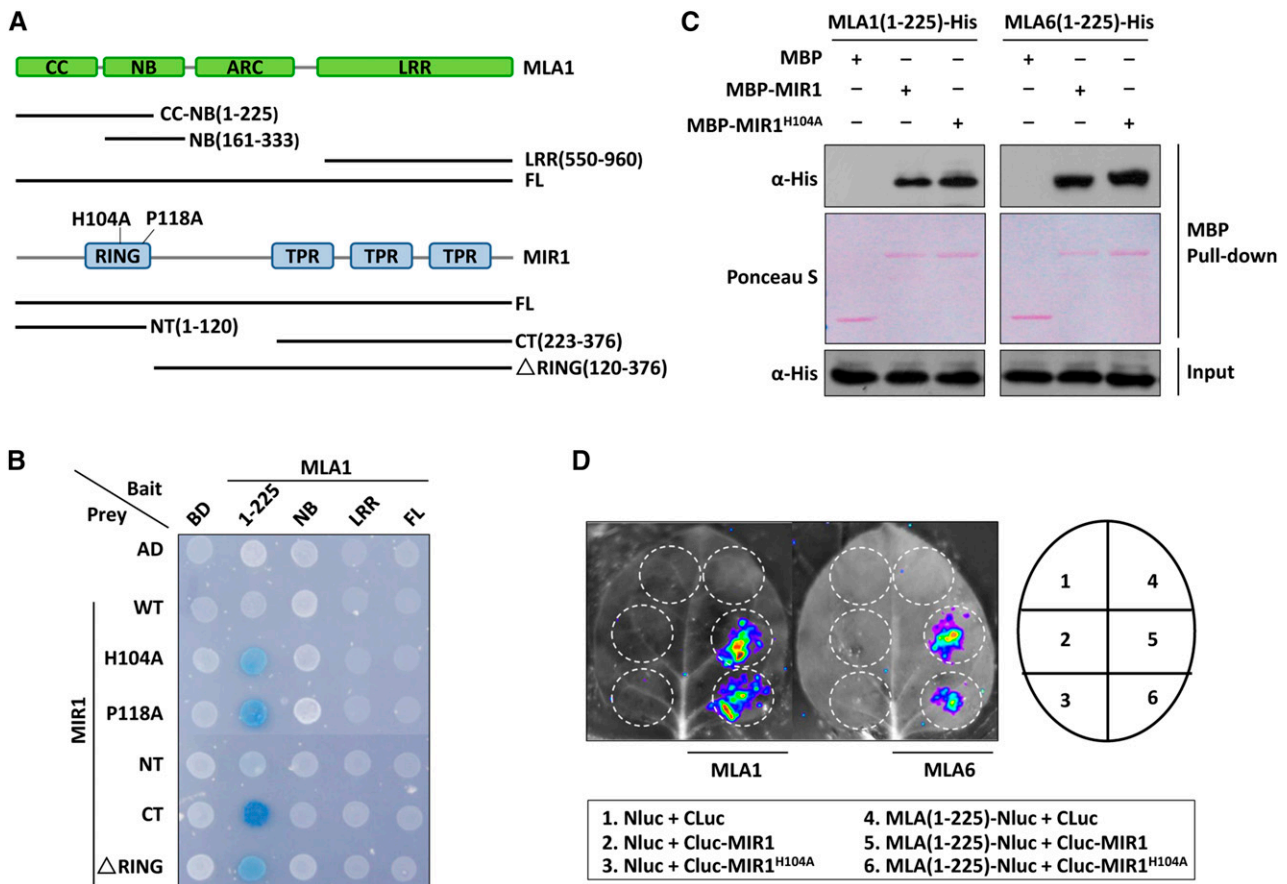 A
CC NB ARC LRR MLA1
CC-NB(1-225)
NB(161-333)
LRR(550-960)
FL
H104A P118A
RING TPR TPR TPR MIR1
FL
NT(1-120)
CT(223-376)
△RING(120-376)
B
MLA1
Bait
Prey
BD 1-225 NB LRR FL
AD
MIR1
WT
H104A
P118A
NT
CT
△RING
C
MLA1(1-225)-His MLA6(1-225)-His
MBP + – – + – –
MBP-MIR1 – + – – + –
MBP-MIR1H104A – – + – – +
α-His
Ponceau S
MBP
Pull-down
α-His
Input
D
1 4
2 5
3 6
MLA1 MLA6
1. Nluc + CLuc 4. MLA(1-225)-Nluc + CLuc
2. Nluc + Cluc-MIR1 5. MLA(1-225)-Nluc + Cluc-MIR1
3. Nluc + Cluc-MIR1H104A 6. MLA(1-225)-Nluc + Cluc-MIR1H104A